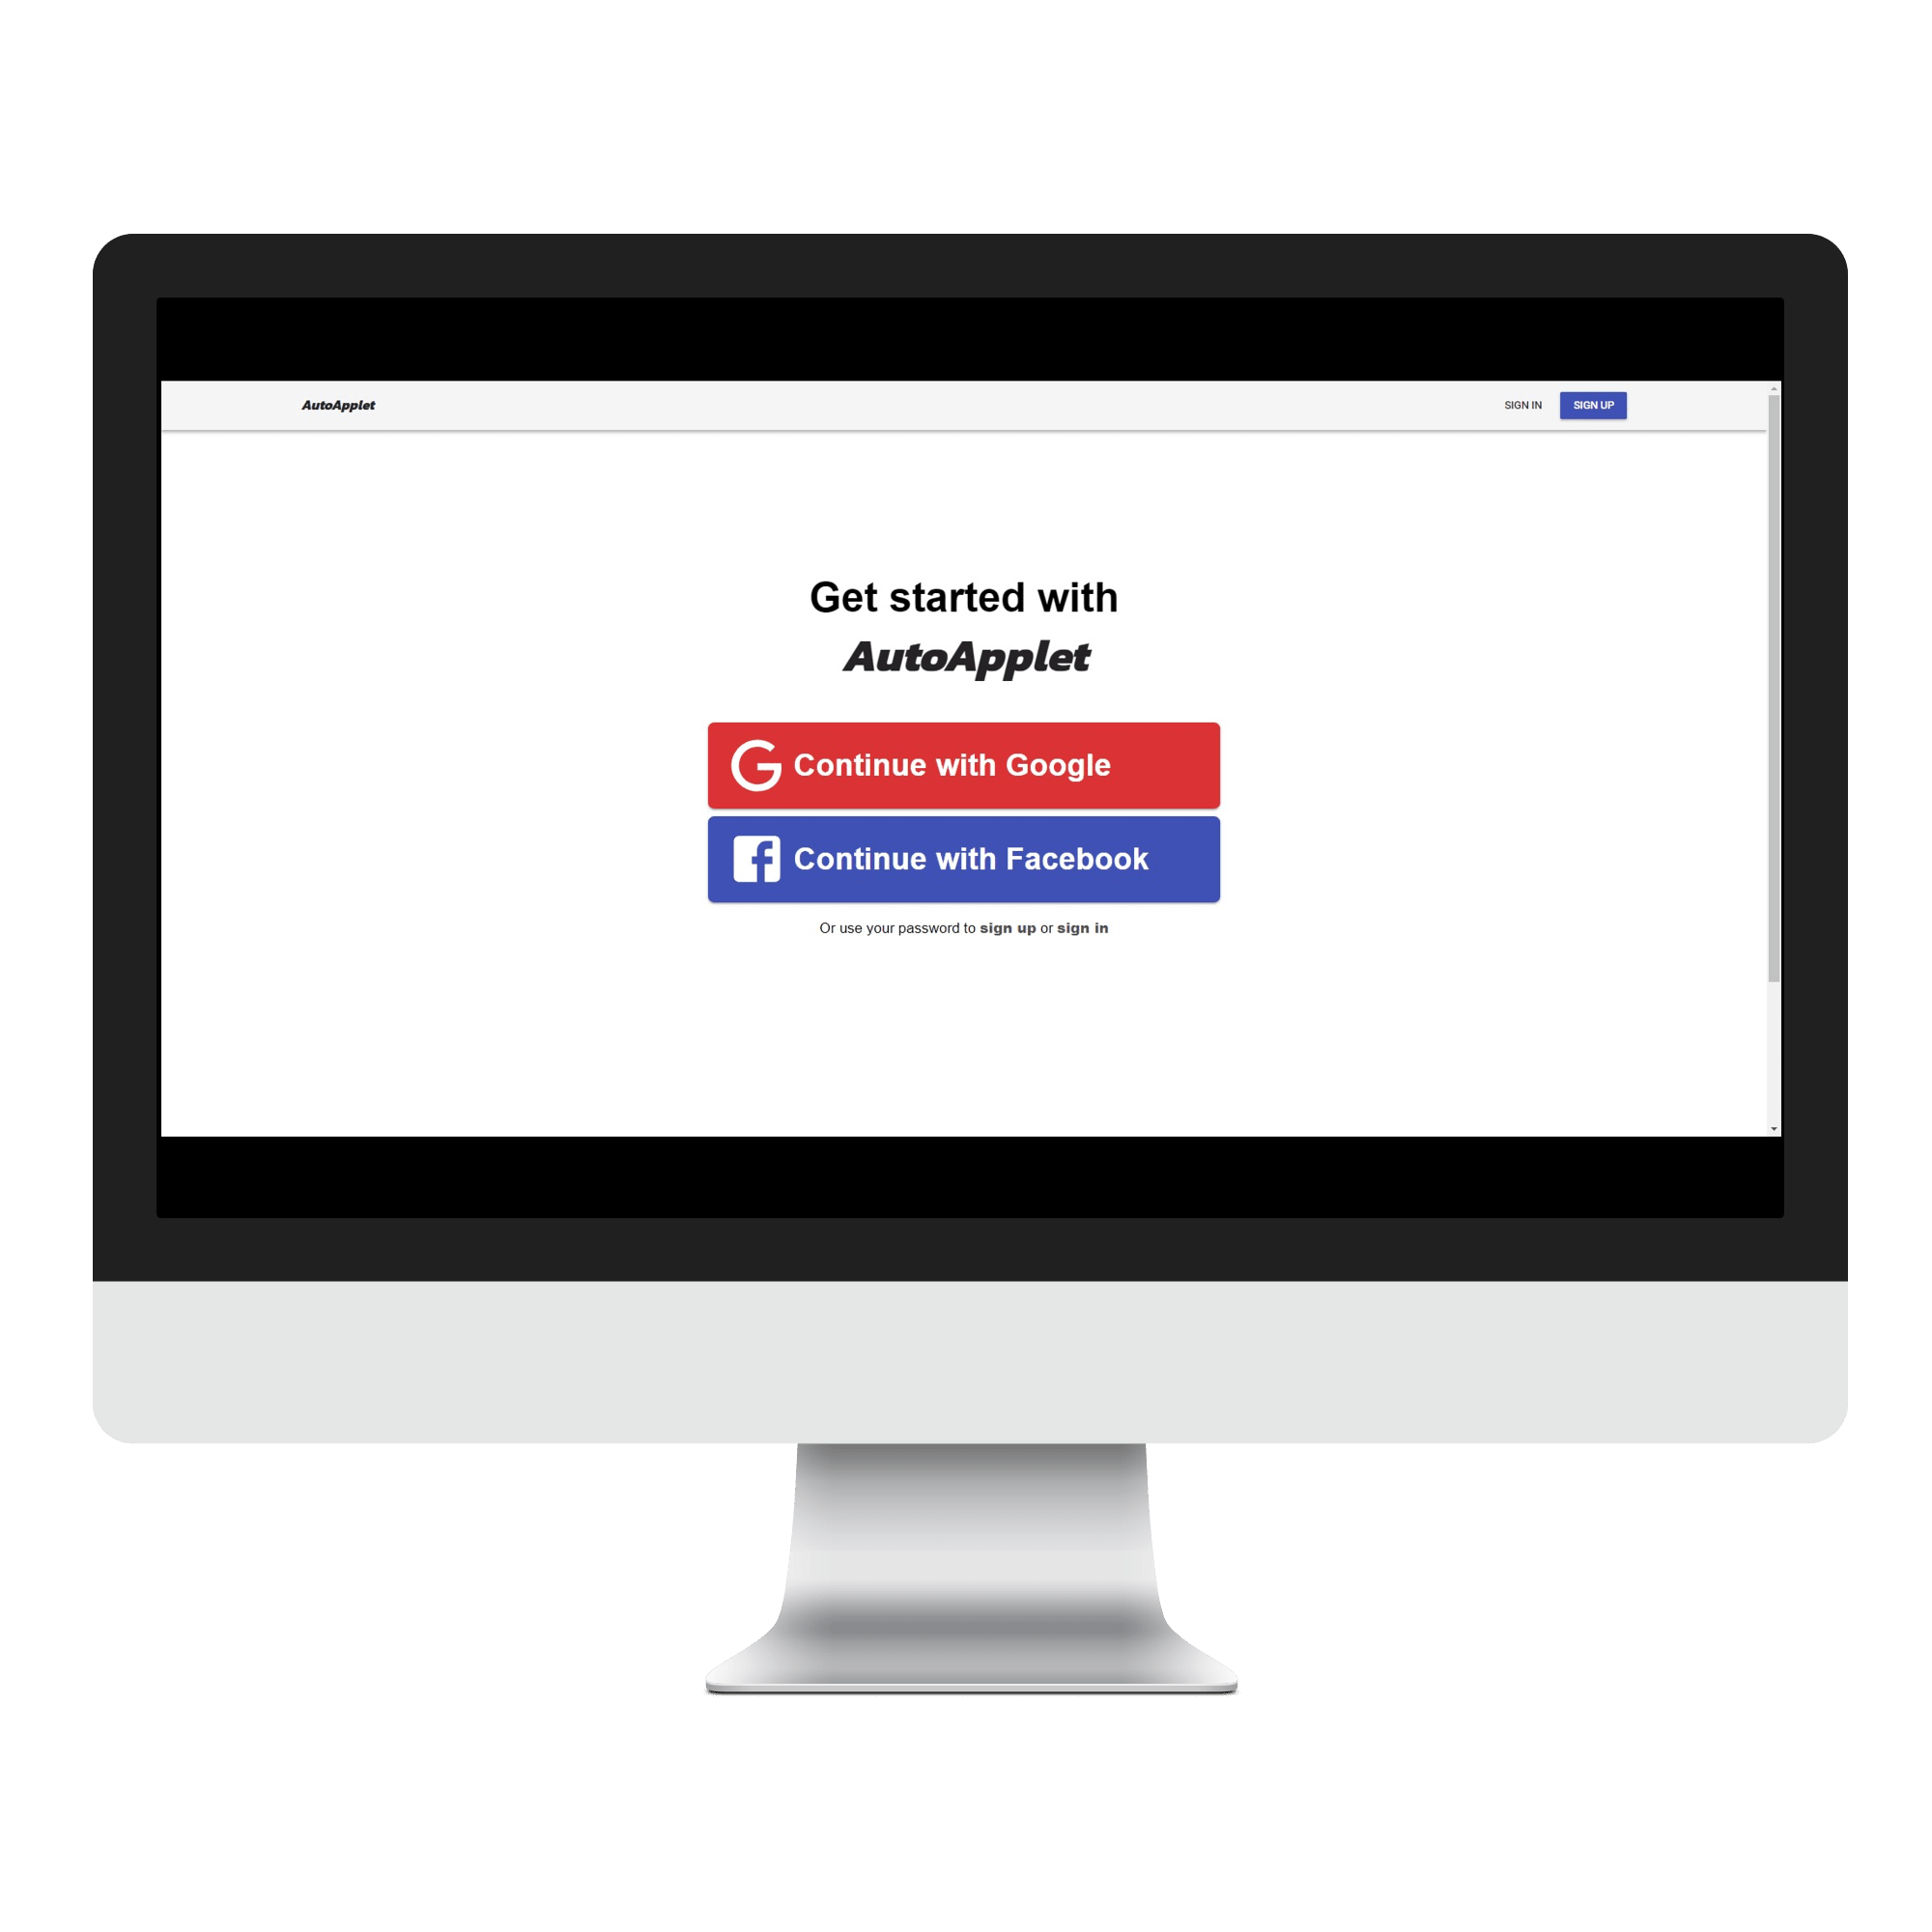 AutoApplet
SIGN IN
SIGN UP
Get started with
AutoApplet
Continue with Google
Continue with Facebook
Or use your password to sign up or sign in